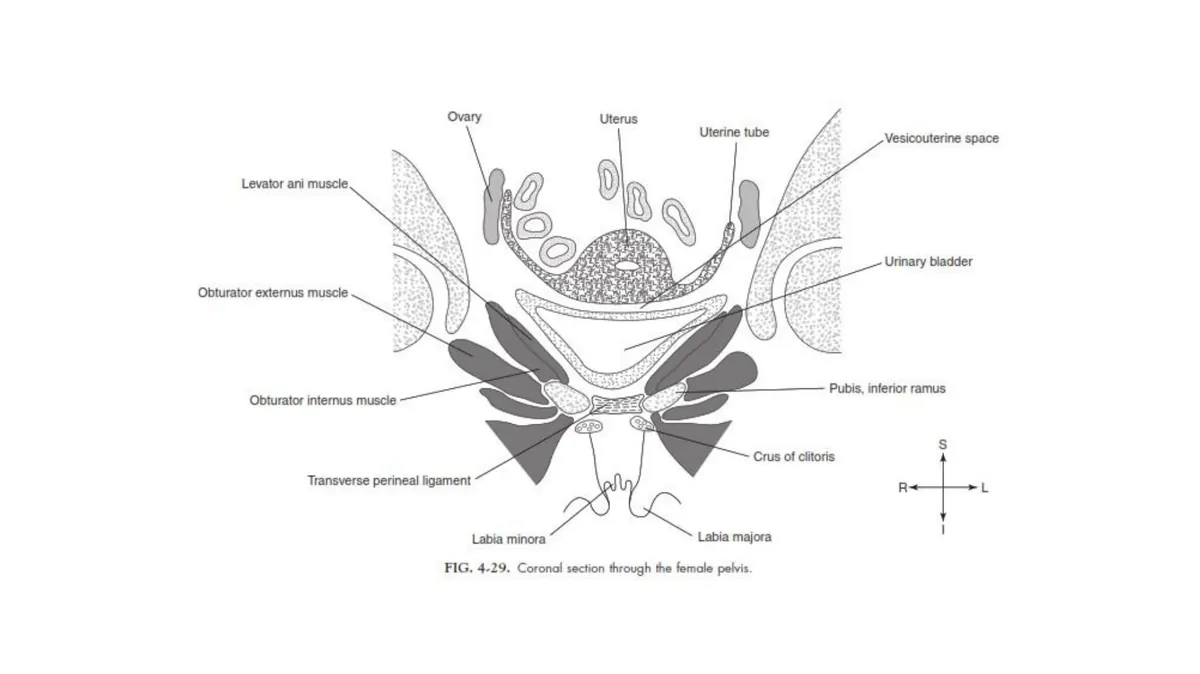 Ovary
Uterus
Uterine tube
Vesicouterine space
Levator ani muscle
Urinary bladder
Obturator externus muscle
Pubis, inferior ramus
Obturator internus muscle
S
Crus of clitoris
Transverse perineal ligament
R
L
I
Labia minora
Labia majora
FIG. 4-29. Coronal section through the female pelvis.